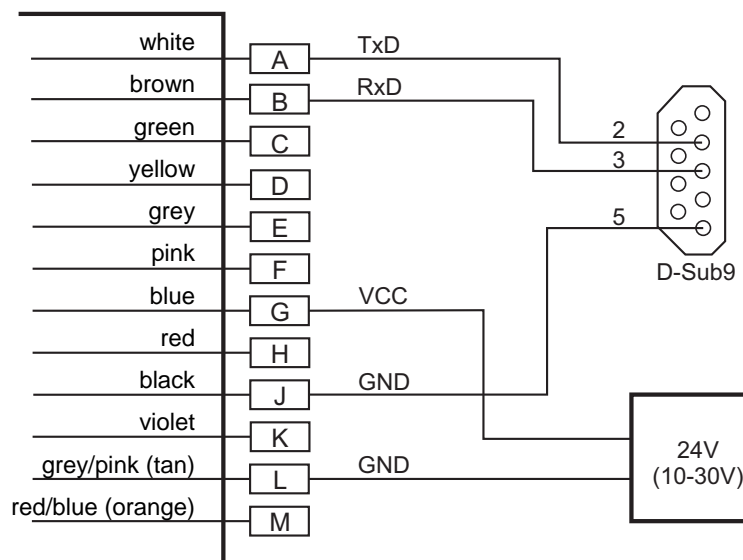 white A TxD
brown B RxD
green C
yellow D
grey E
pink F
blue G VCC
red H
black J GND
violet K
grey/pink (tan) L GND
red/blue (orange) M
2
3
5
D-Sub9
24V
(10-30V)